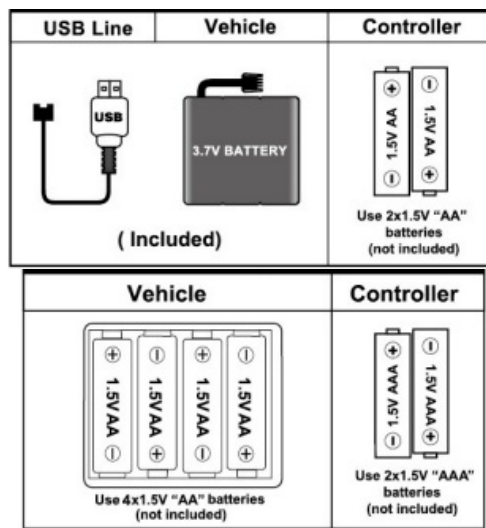 USB Line
Vehicle
Controller
USB
3.7V BATTERY
( Included)
+ 1.5V AA −
− 1.5V AA +
Use 2x1.5V “AA”
batteries
(not included)
Vehicle
Controller
+ 1.5V AA −
− 1.5V AA +
+ 1.5V AA −
− 1.5V AA +
Use 4x1.5V “AA” batteries
(not included)
+ 1.5V AAA −
− 1.5V AAA +
Use 2x1.5V “AAA”
batteries
(not included)